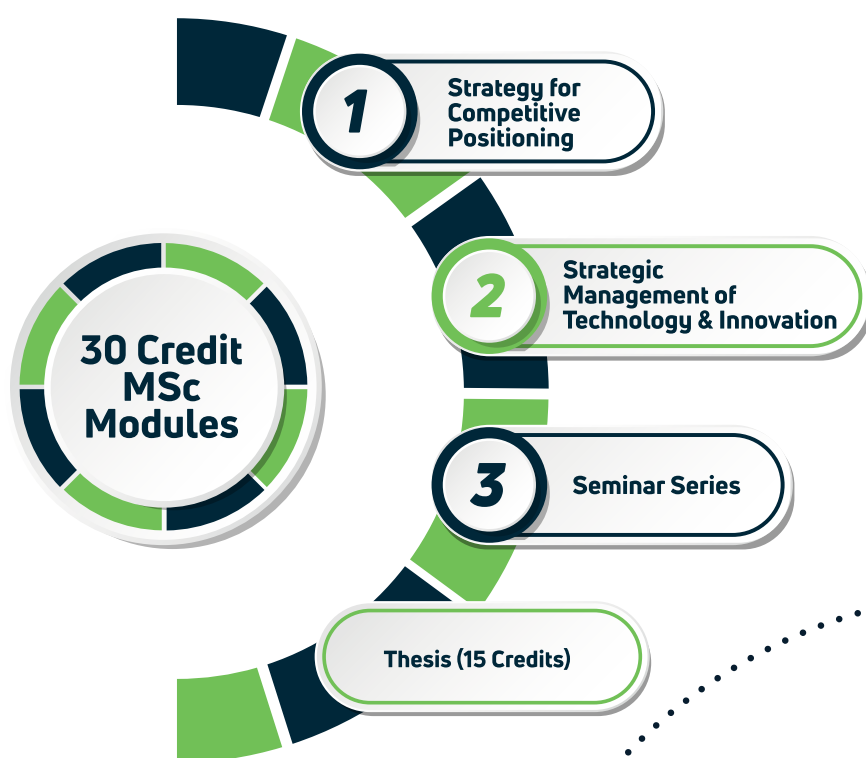 30 Credit
MSc
Modules
1
Strategy for
Competitive
Positioning
2
Strategic
Management of
Technology & Innovation
3
Seminar Series
Thesis (15 Credits)